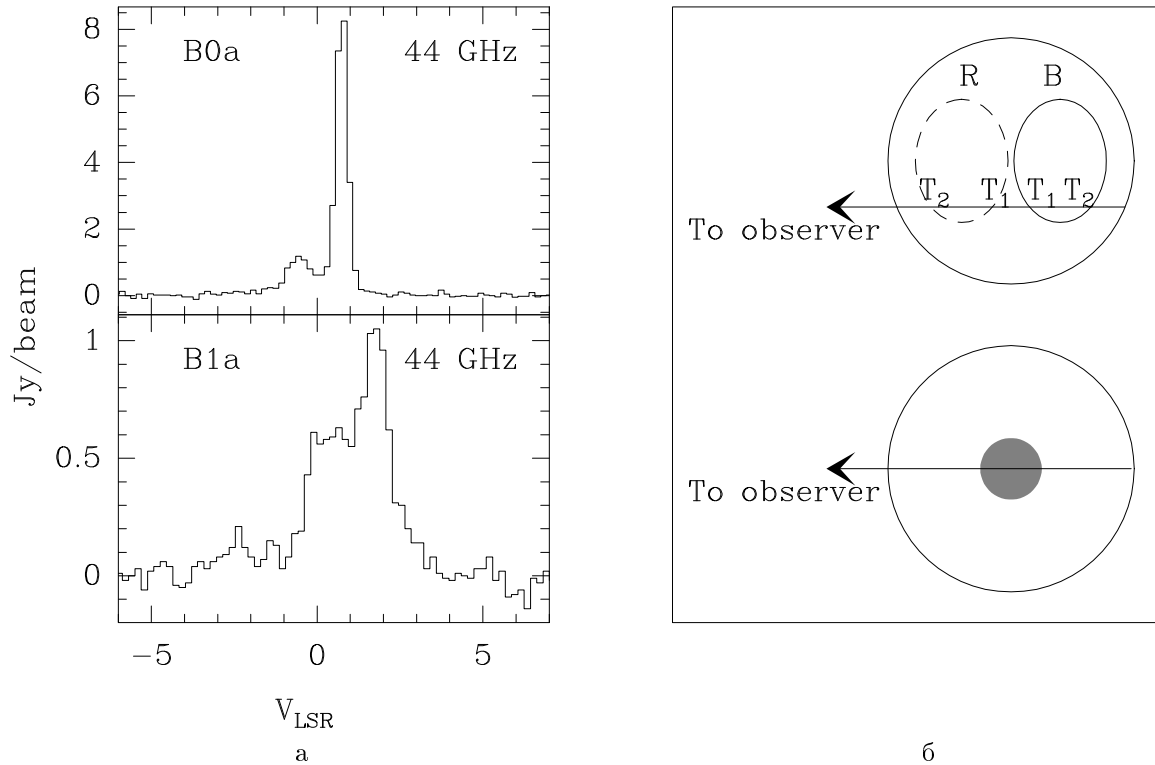 B0a 44 GHz
8
6
4
2
0
B1a 44 GHz
1
0.5
0
Jy/beam
−5 0 5
V_LSR
а
R B
T₂ T₁ T₁ T₂
To observer
To observer
б